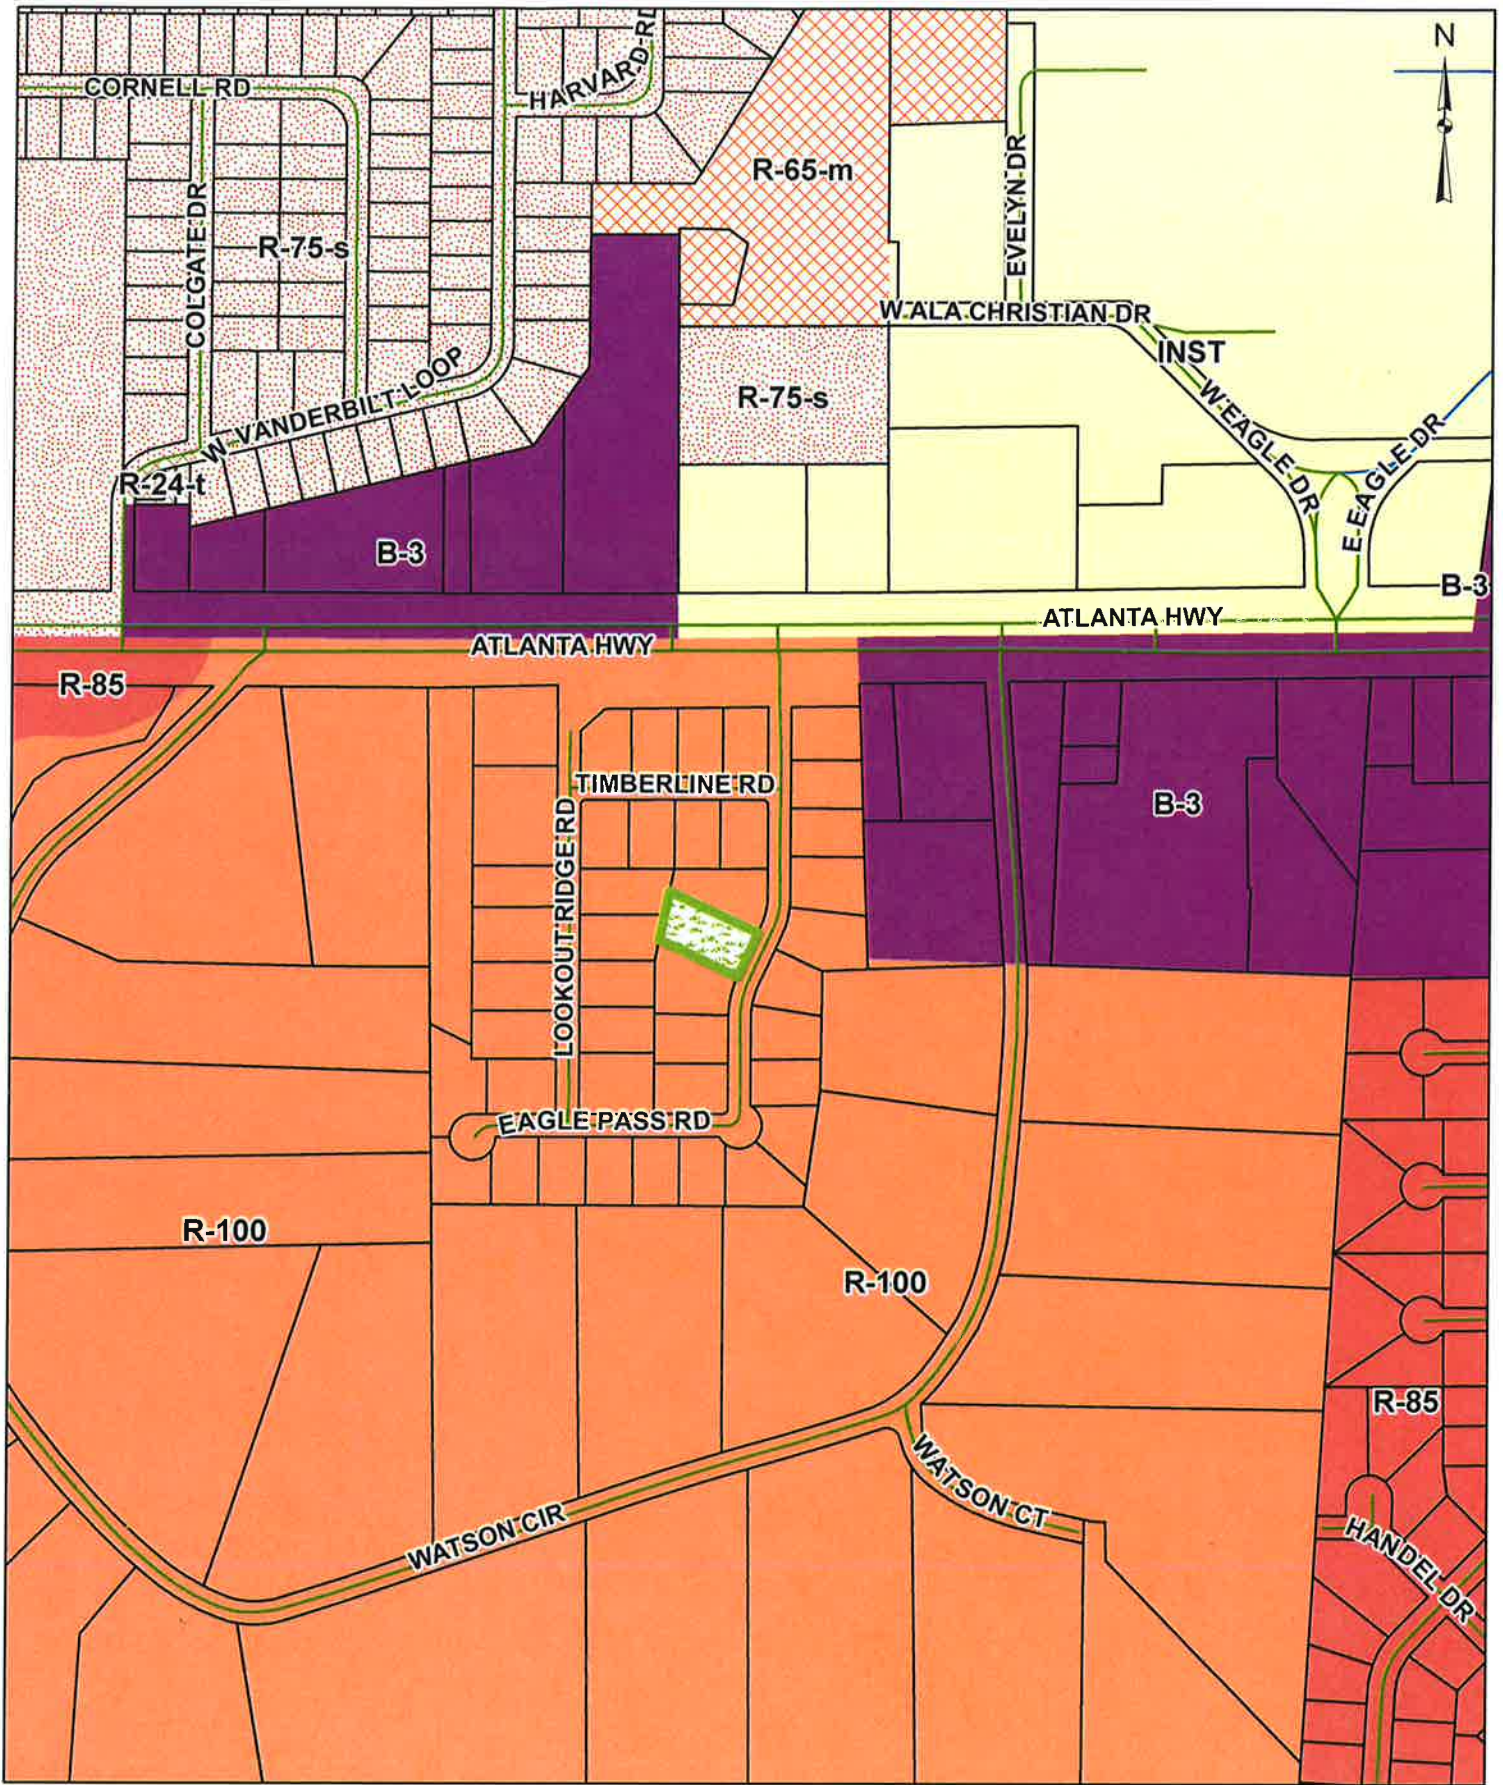 N
CORNELL RD
HARVARD RD
R-65-m
EVELYN DR
COLGATE DR
R-75-s
W ALA CHRISTIAN DR
INST
W VANDERBILT LOOP
R-75-s
W EAGLE DR
E EAGLE DR
R-24-t
B-3
B-3
ATLANTA HWY
ATLANTA HWY
R-85
TIMBERLINE RD
B-3
LOOKOUT RIDGE RD
EAGLE PASS RD
R-100
R-100
R-85
WATSON CT
WATSON CIR
HANDEL DR